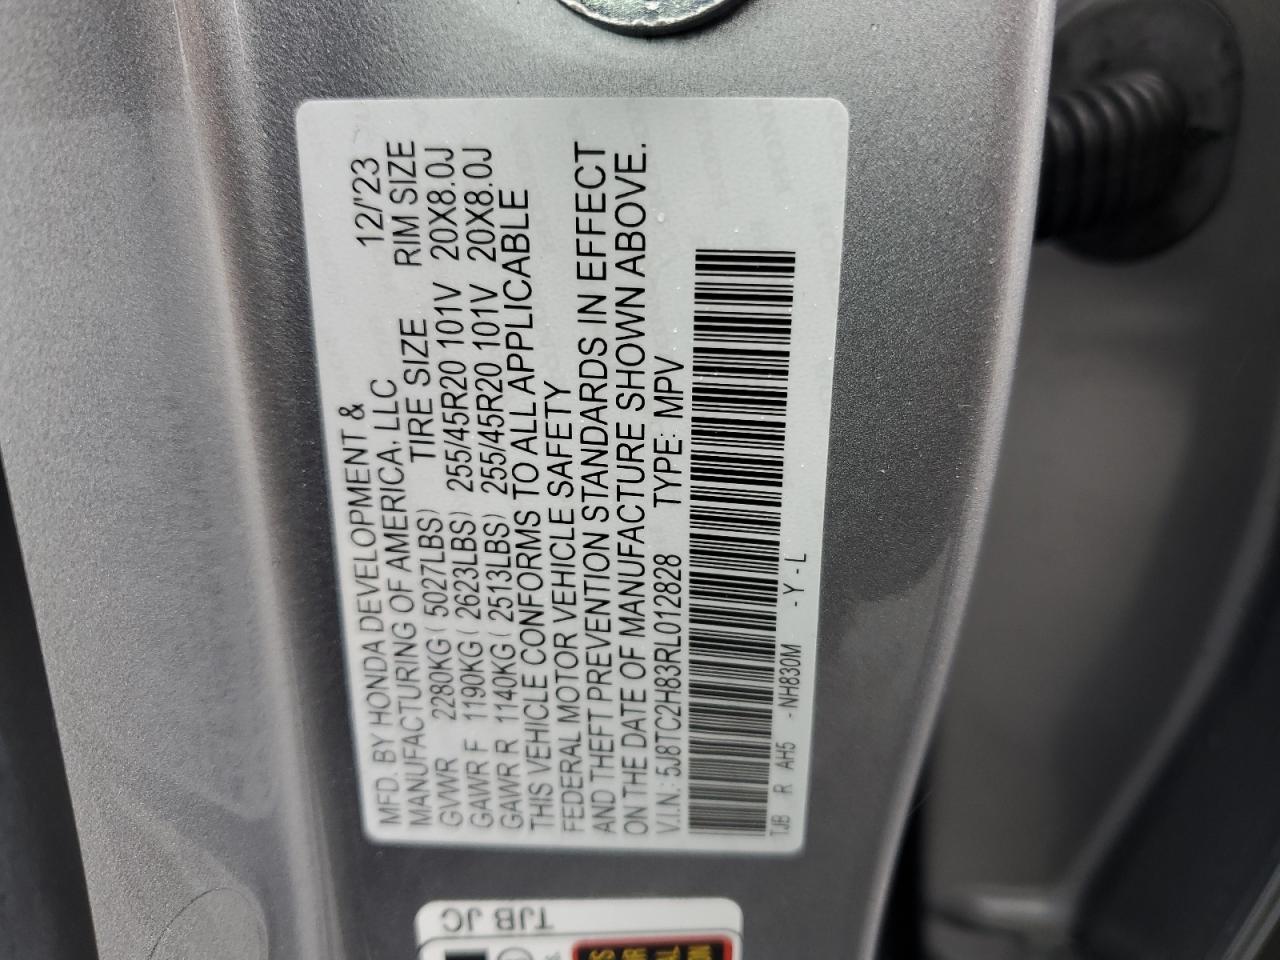 MFD. BY HONDA DEVELOPMENT &
MANUFACTURING OF AMERICA, LLC 12/'23
GVWR 2280KG 5027LBS) TIRE SIZE RIM SIZE
GAWR F 1190KG ( 2623LBS) 255/45R20 101V 20X8.0J
GAWR R 1140KG ( 2513LBS) 255/45R20 101V 20X8.0J
THIS VEHICLE CONFORMS TO ALL APPLICABLE
FEDERAL MOTOR VEHICLE SAFETY
AND THEFT PREVENTION STANDARDS IN EFFECT
ON THE DATE OF MANUFACTURE SHOWN ABOVE.
V.I.N.: 5J8TC2H83RL012828 TYPE: MPV
TJB R AH5 - NH830M - Y - L
TJB JC